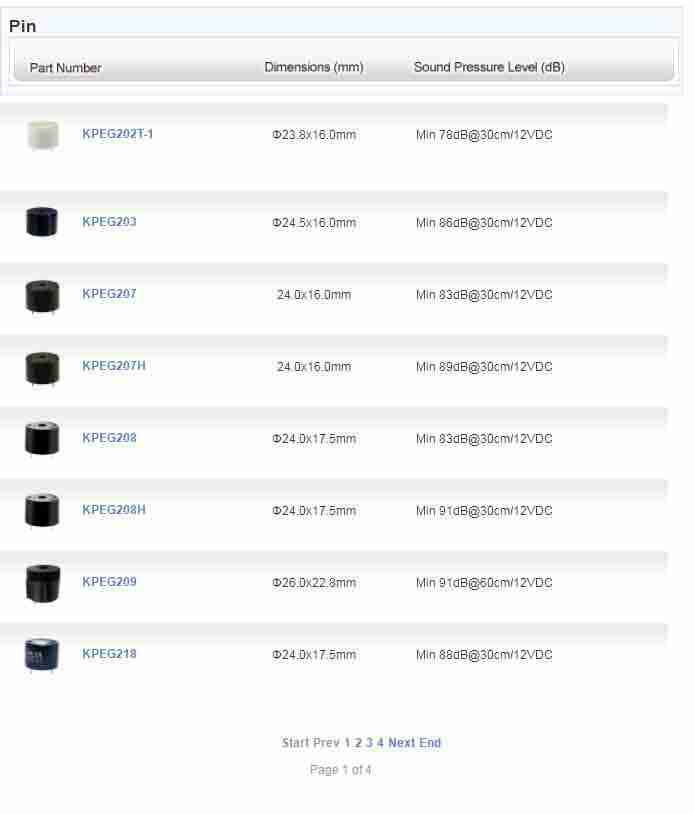 Pin
Part Number Dimensions (mm) Sound Pressure Level (dB)
KPEG202T-1 Φ23.8x16.0mm Min 78dB@30cm/12VDC
KPEG203 Φ24.5x16.0mm Min 86dB@30cm/12VDC
KPEG207 24.0x16.0mm Min 83dB@30cm/12VDC
KPEG207H 24.0x16.0mm Min 89dB@30cm/12VDC
KPEG208 Φ24.0x17.5mm Min 83dB@30cm/12VDC
KPEG208H Φ24.0x17.5mm Min 91dB@30cm/12VDC
KPEG209 Φ26.0x22.8mm Min 91dB@60cm/12VDC
KPEG218 Φ24.0x17.5mm Min 88dB@30cm/12VDC
Start Prev 1 2 3 4 Next End
Page 1 of 4